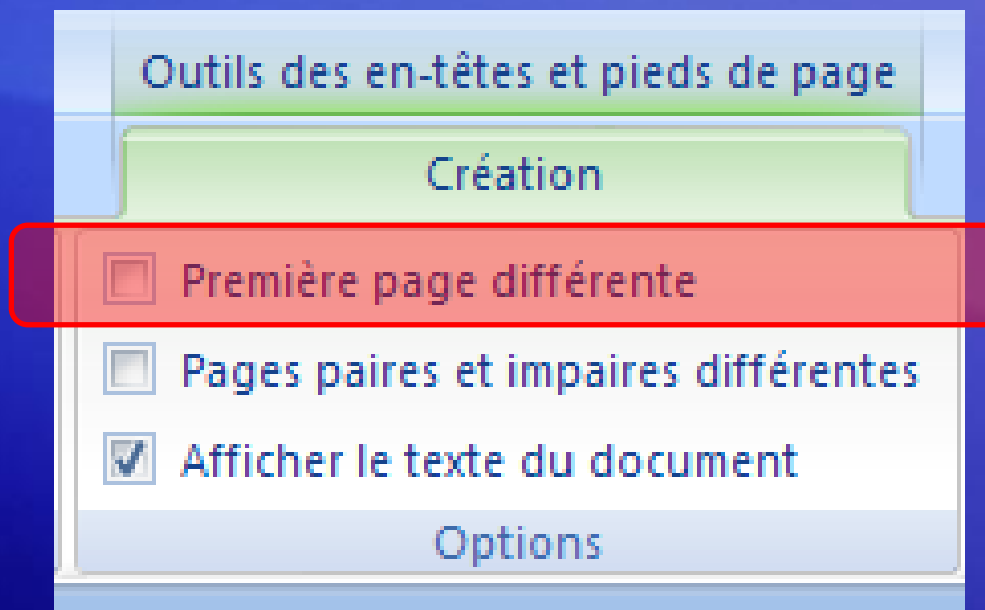 Outils des en-têtes et pieds de page
Création
Première page différente
Pages paires et impaires différentes
Afficher le texte du document
Options